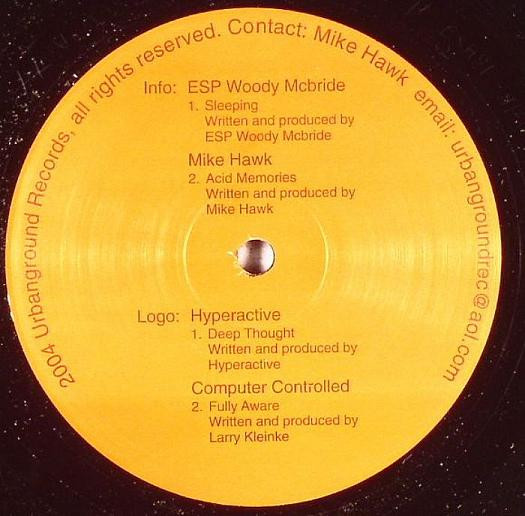 2004 Urbanground Records, all rights reserved. Contact: Mike Hawk email: urbangroundrec@aol.com
Info: ESP Woody Mcbride
1. Sleeping
Written and produced by
ESP Woody Mcbride
Mike Hawk
2. Acid Memories
Written and produced by
Mike Hawk
Logo: Hyperactive
1. Deep Thought
Written and produced by
Hyperactive
Computer Controlled
2. Fully Aware
Written and produced by
Larry Kleinke